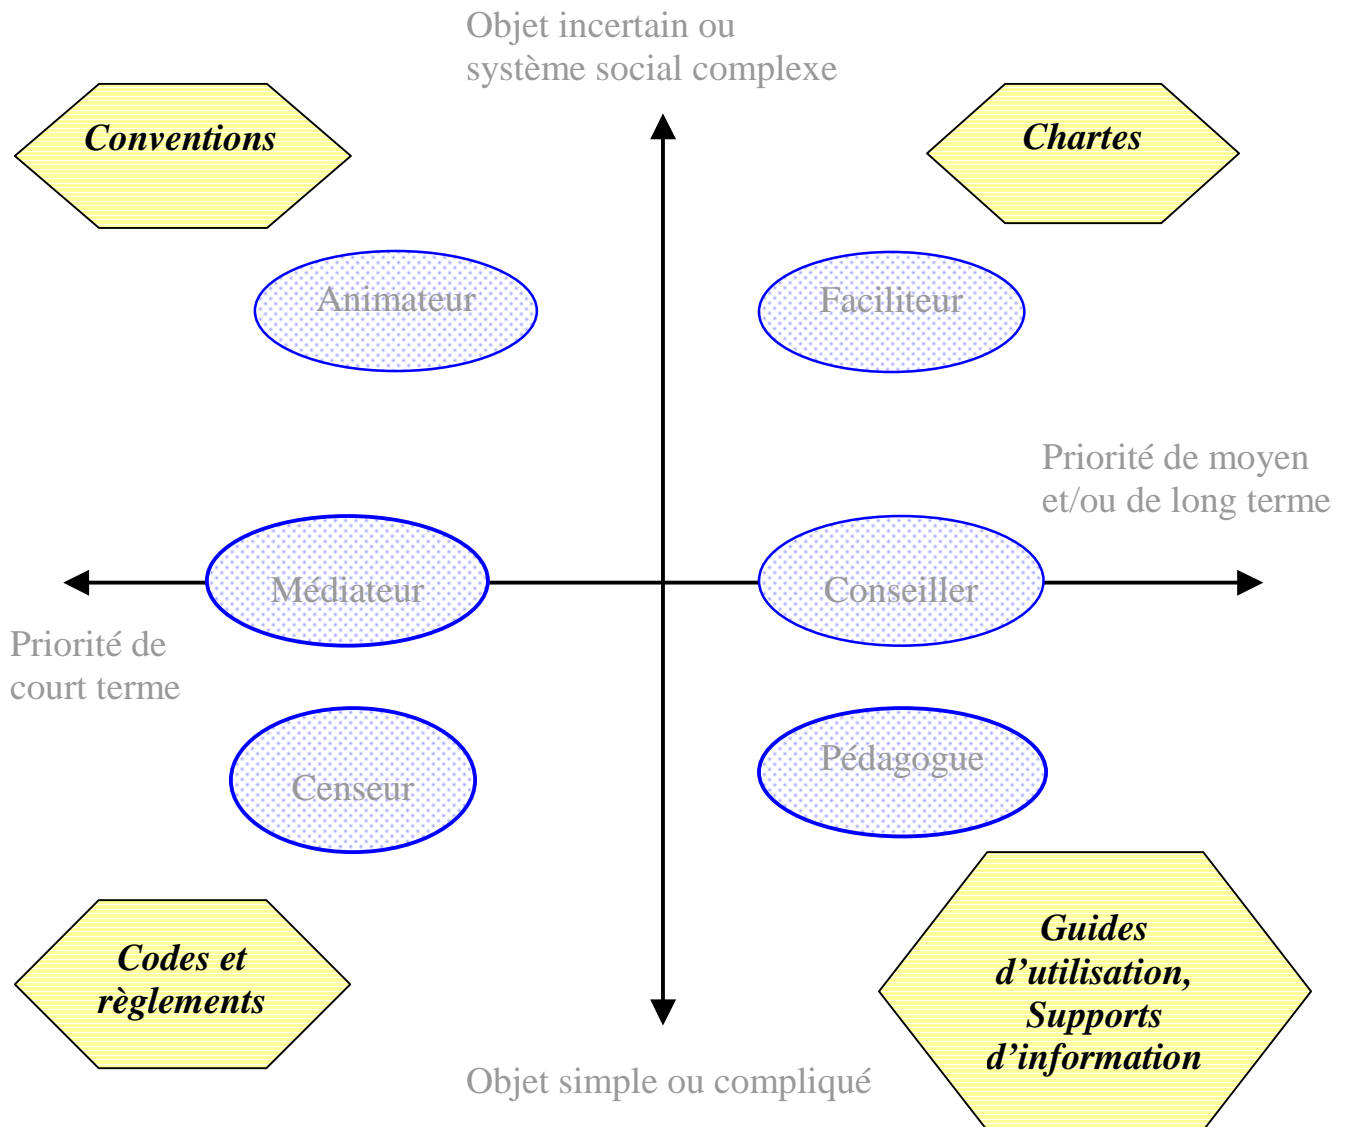 Objet incertain ou
système social complexe
Conventions
Chartes
Animateur
Faciliteur
Priorité de moyen
et/ou de long terme
Médiateur
Conseiller
Priorité de
court terme
Censeur
Pédagogue
Codes et
règlements
Guides
d’utilisation,
Supports
d’information
Objet simple ou compliqué